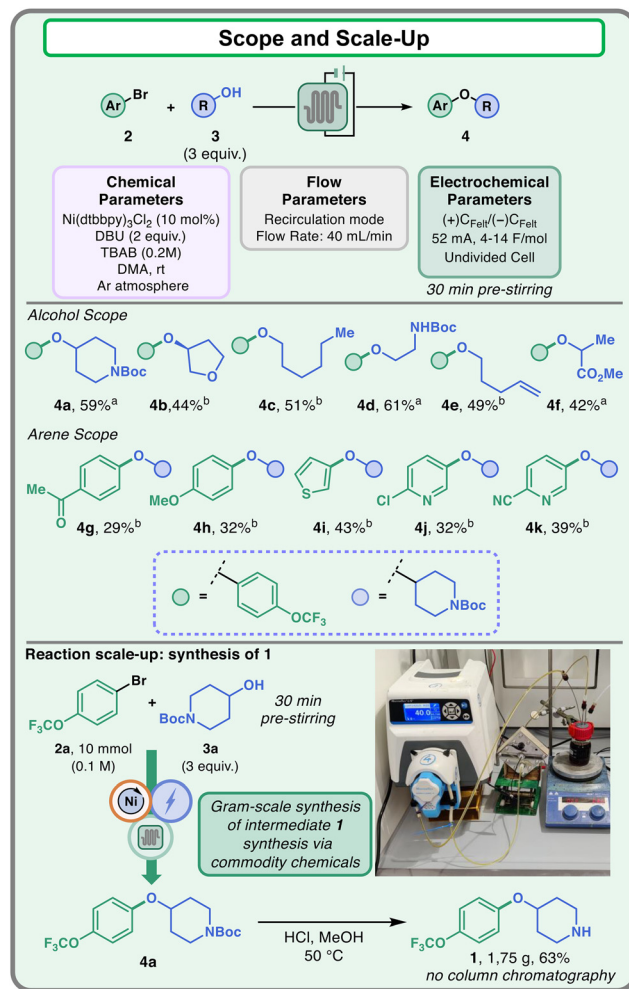 Scope and Scale-Up
Ar Br + R OH Ar O R
2 3 4
(3 equiv.)
Chemical
Parameters
Ni(dtbbpy)₃Cl₂ (10 mol%)
DBU (2 equiv.)
TBAB (0.2M)
DMA, rt
Ar atmosphere
Flow
Parameters
Recirculation mode
Flow Rate: 40 mL/min
Electrochemical
Parameters
(+)C_Felt/(−)C_Felt
52 mA, 4-14 F/mol
Undivided Cell
30 min pre-stirring
Alcohol Scope
O NBoc
O O
O Me
O NHBoc
O
O Me CO₂Me
4a, 59%ᵃ 4b,44%ᵇ 4c, 51%ᵇ 4d, 61%ᵃ 4e, 49%ᵇ 4f, 42%ᵃ
Arene Scope
Me O O
MeO O
S O
Cl N O
NC N O
4g, 29%ᵇ 4h, 32%ᵇ 4i, 43%ᵇ 4j, 32%ᵇ 4k, 39%ᵇ
= OCF₃ = NBoc
Reaction scale-up: synthesis of 1
F₃CO Br + BocN OH
30 min
pre-stirring
2a, 10 mmol
(0.1 M)
3a
(3 equiv.)
Ni
Gram-scale synthesis
of intermediate 1
synthesis via
commodity chemicals
40.0
F₃CO O NBoc
4a
HCl, MeOH
50 °C
F₃CO O NH
1, 1,75 g, 63%
no column chromatography